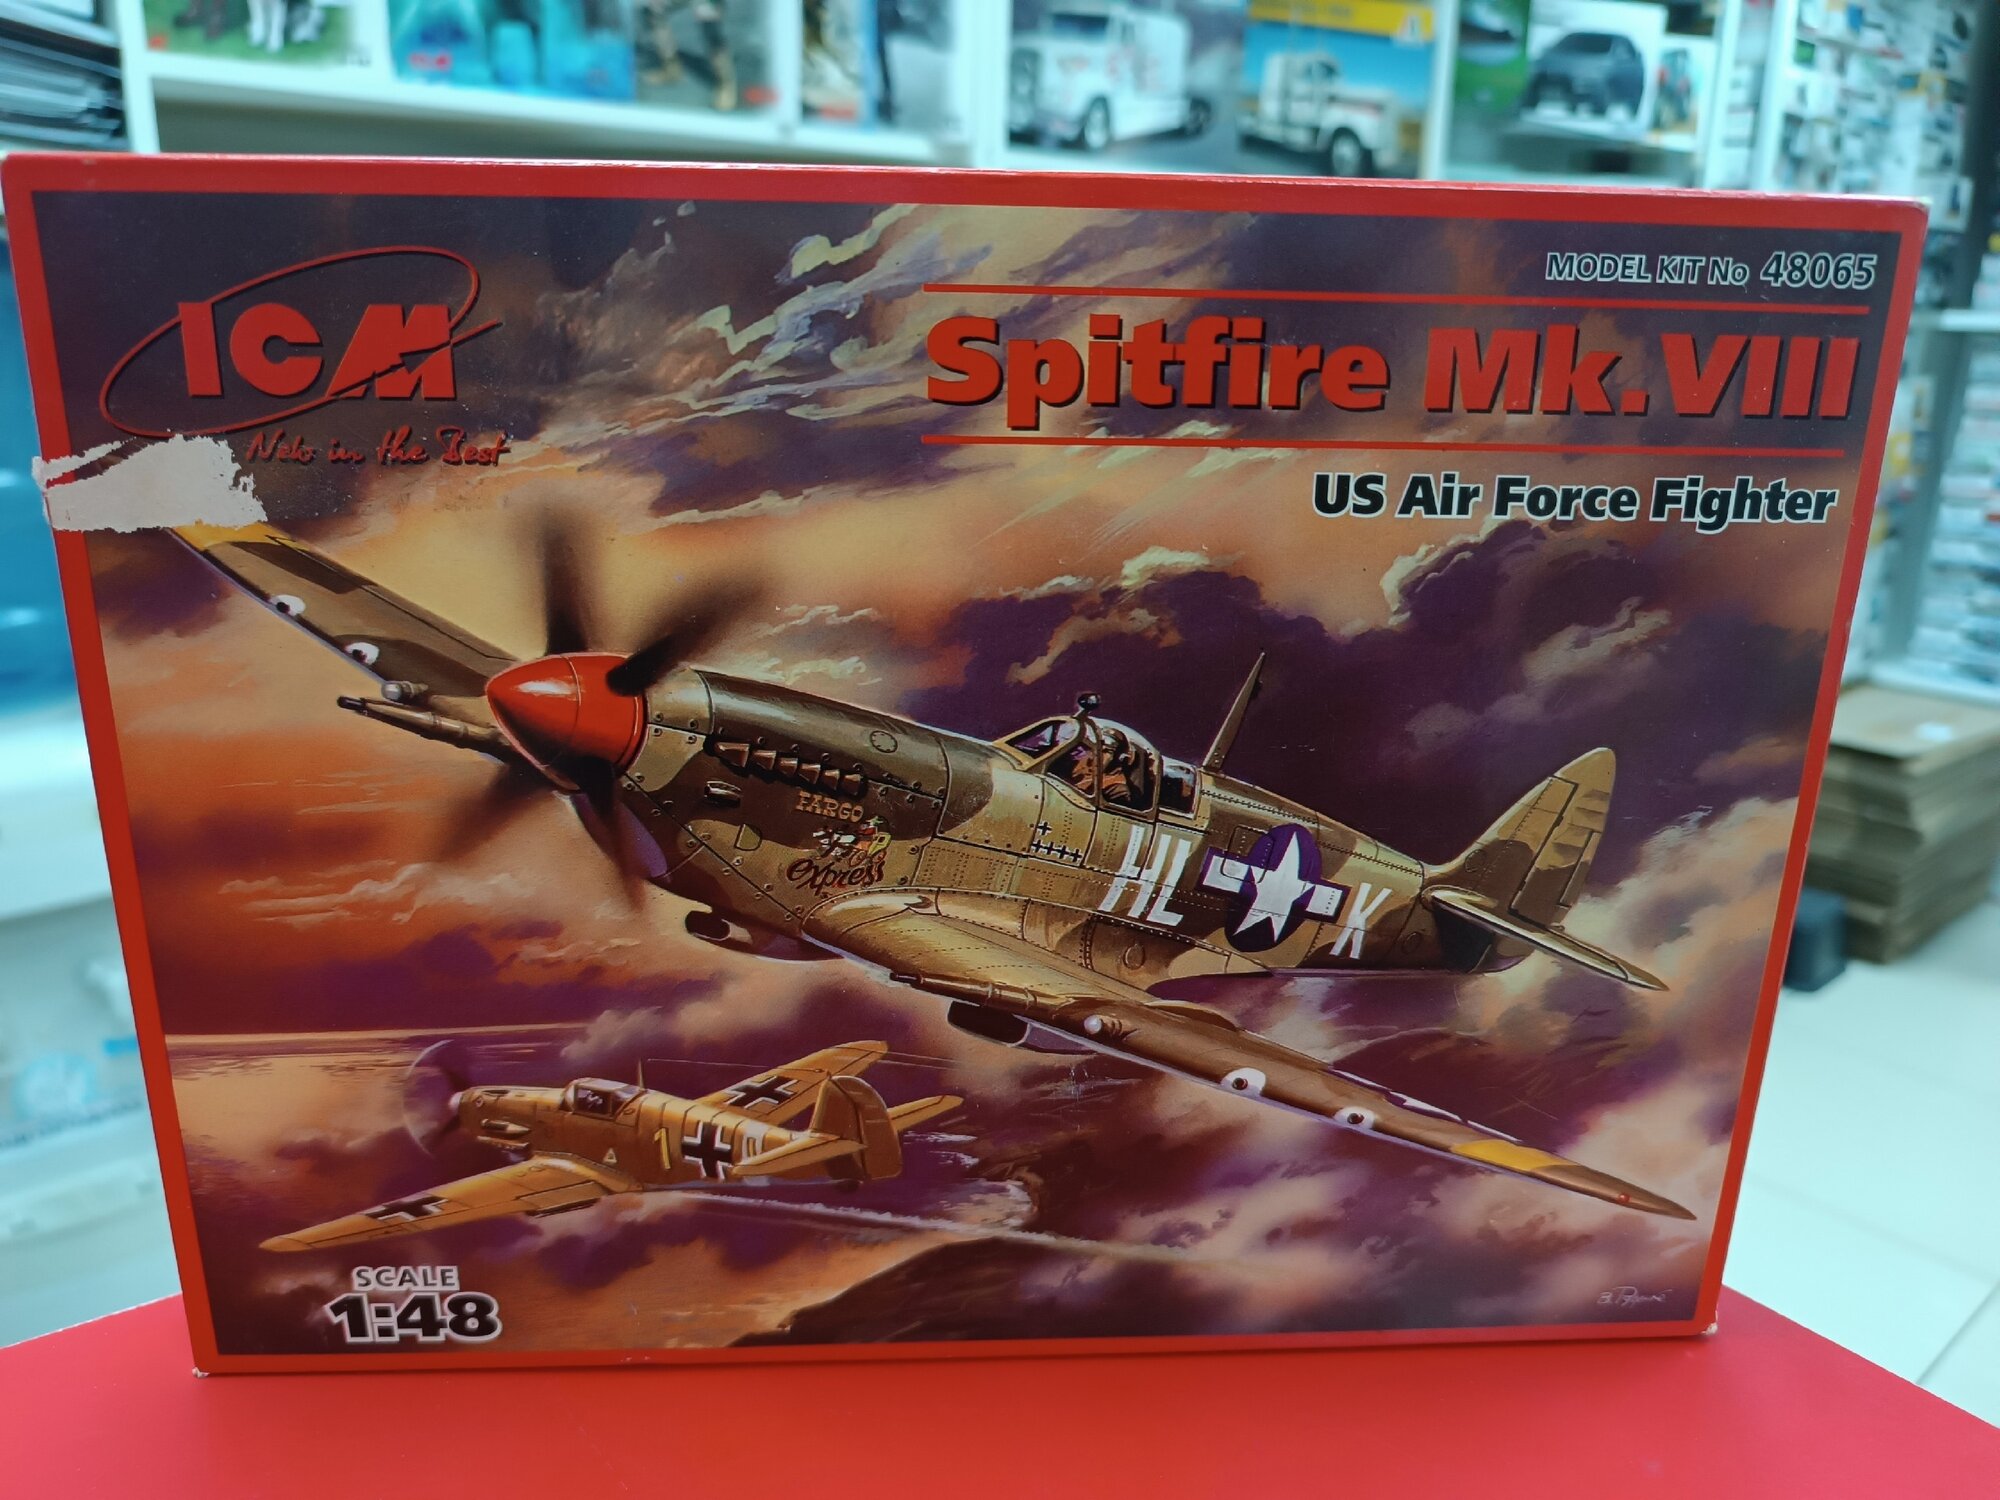 MODEL KIT No 48065
ICM
New in the Best
Spitfire Mk.VIII
US Air Force Fighter
FARGO
Express
HL K
1
SCALE
1:48